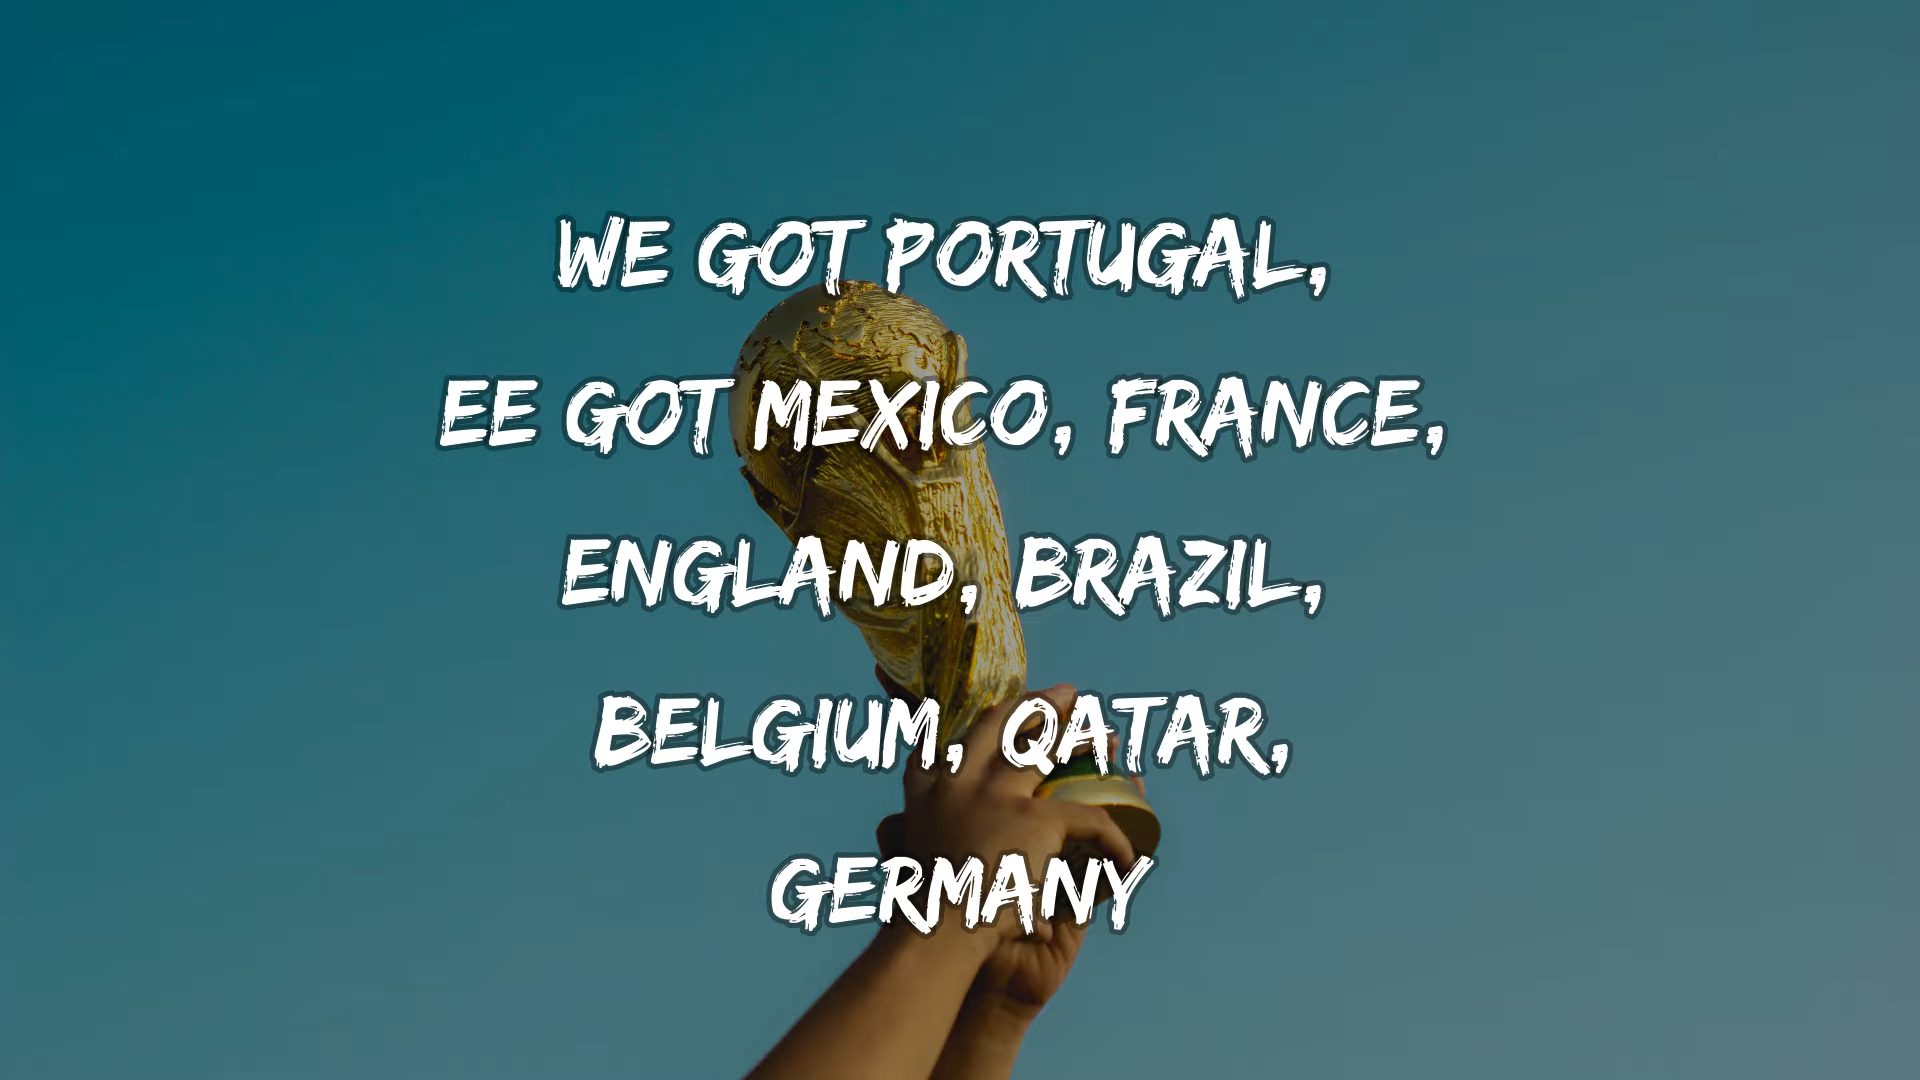 WE GOT PORTUGAL,
EE GOT MEXICO, FRANCE,
ENGLAND, BRAZIL,
BELGIUM, QATAR,
GERMANY